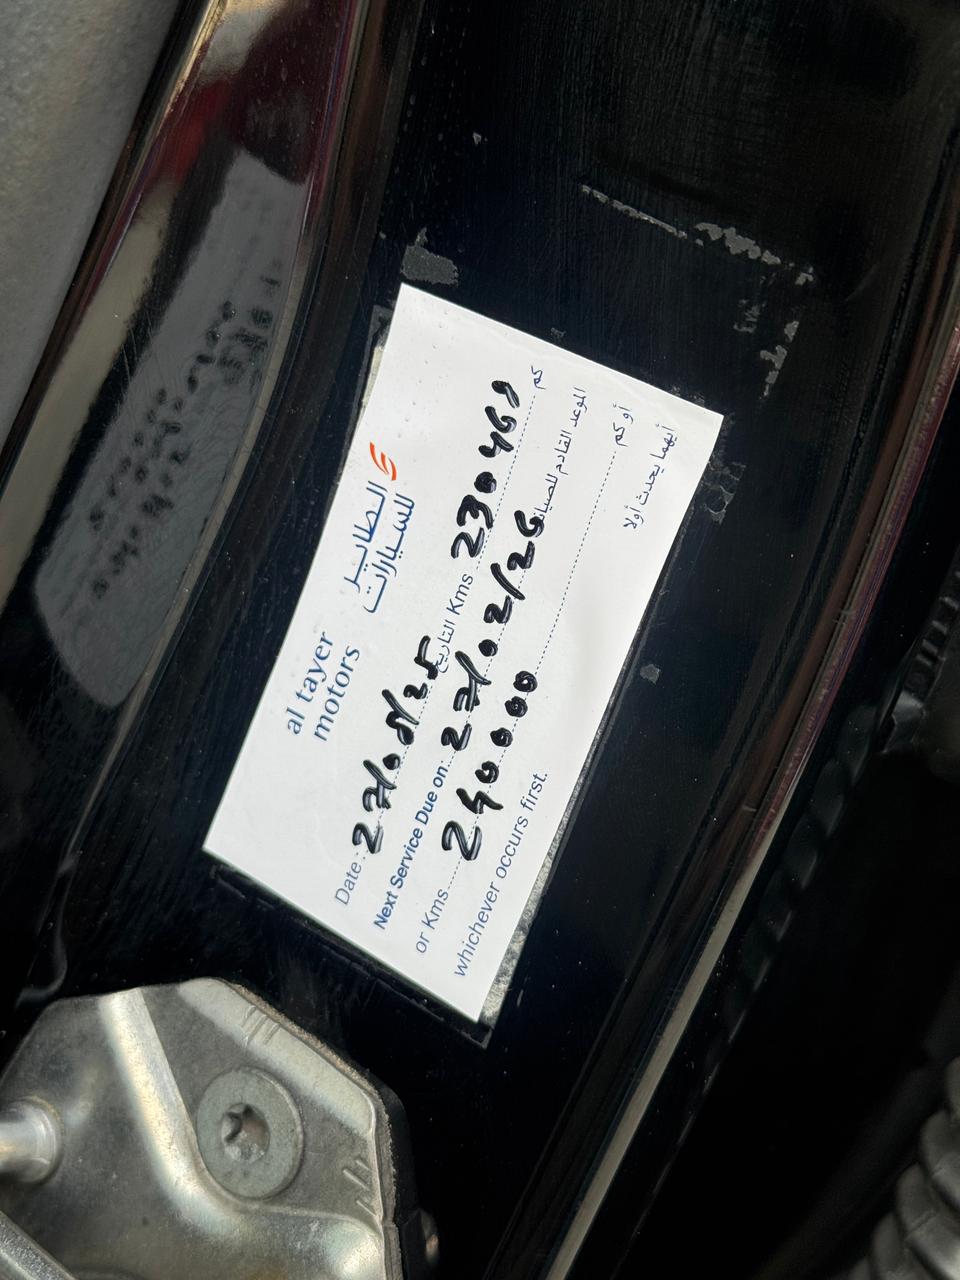 al tayer
motors
الطاير
للسيارات
Date: 27/08/25 التاريخ Kms 230469 كم
Next Service Due on: 27/02/26 الموعد القادم للصيانة
or Kms 240000 أو كم
whichever occurs first. أيهما يحدث أولا